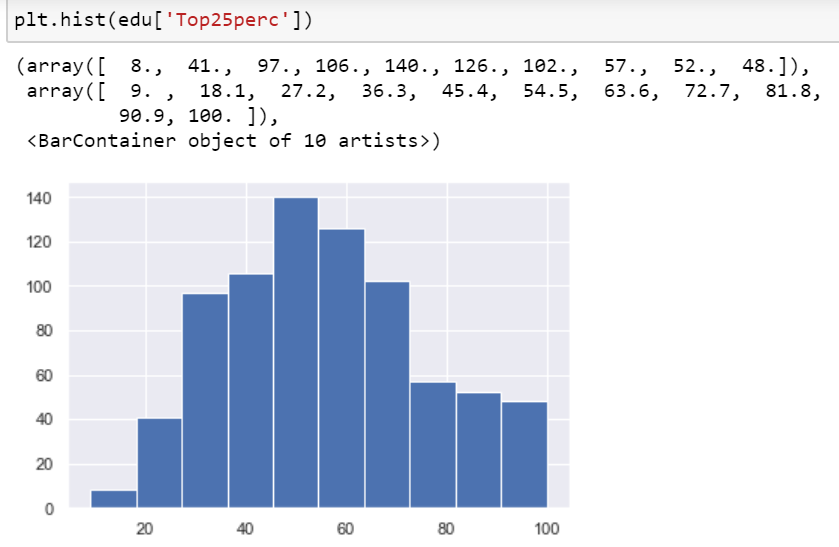 plt.hist(edu['Top25perc'])
(array([  8.,  41.,  97., 106., 140., 126., 102.,  57.,  52.,  48.]),
 array([  9. ,  18.1,  27.2,  36.3,  45.4,  54.5,  63.6,  72.7,  81.8,
         90.9, 100. ]),
 <BarContainer object of 10 artists>)
140
120
100
80
60
40
20
0
20 40 60 80 100